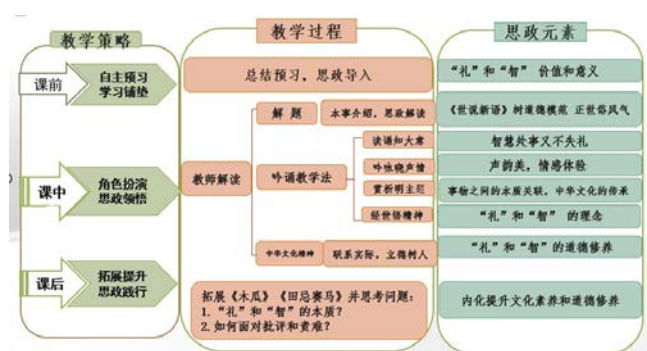 教学策略
课前
自主预习
学习铺垫
课中
角色扮演
思政领悟
课后
拓展提升
思政践行
教学过程
总结预习，思政导入
教师解读
解 题
本事介绍，思政解读
吟诵教学法
读诵知大意
吟咏晓声情
赏析明主题
经世悟精神
中华文化精神
联系实际，立德树人
拓展《木瓜》《田忌赛马》并思考问题：
1. “礼”和“智”的本质？
2. 如何面对批评和责难？
思政元素
“礼”和“智” 价值和意义
《世说新语》树道德模范 正世俗风气
智慧处事又不失礼
声韵美，情感体验
事物之间的本质关联，中华文化的传承
“礼”和“智” 的理念
“礼”和“智”的道德修养
内化提升文化素养和道德修养